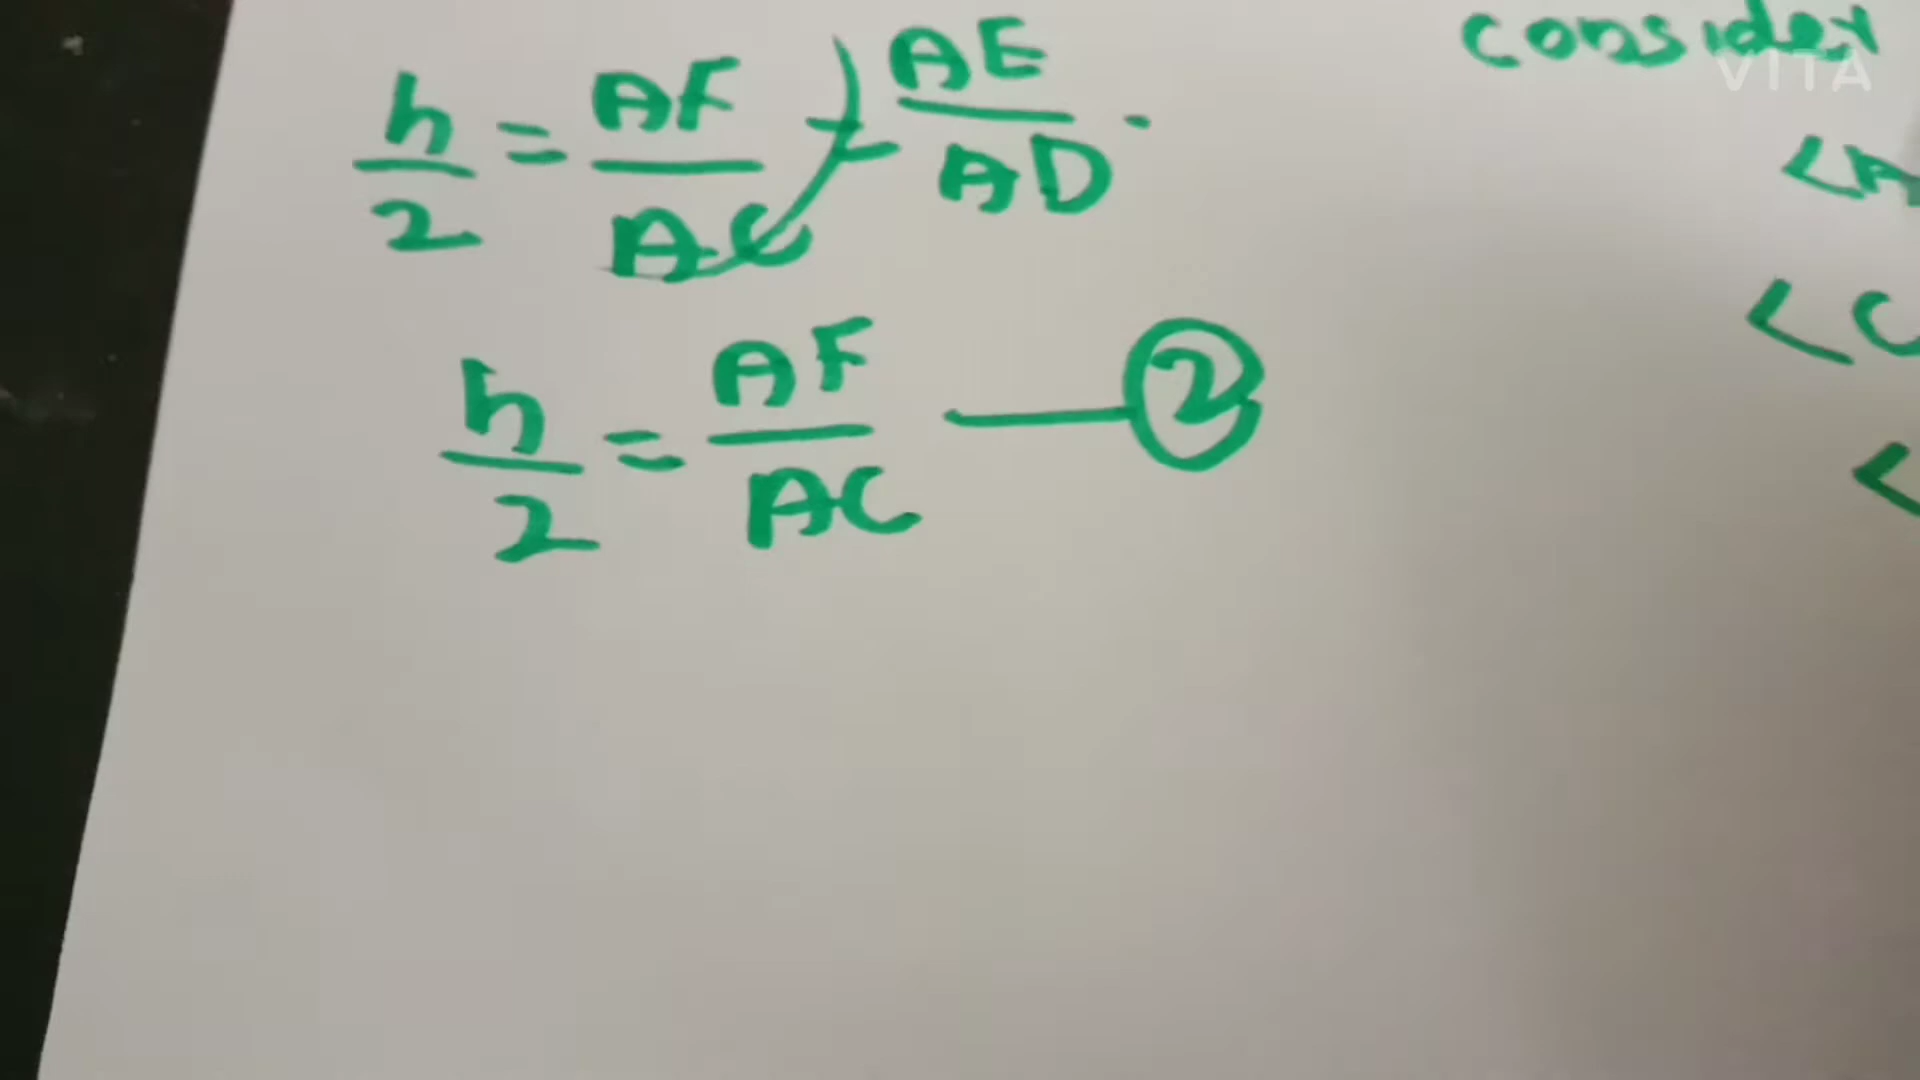 h/2 = AF/AC = AE/AD .
h/2 = AF/AC — ②
consider
VITA
<A
<C
<